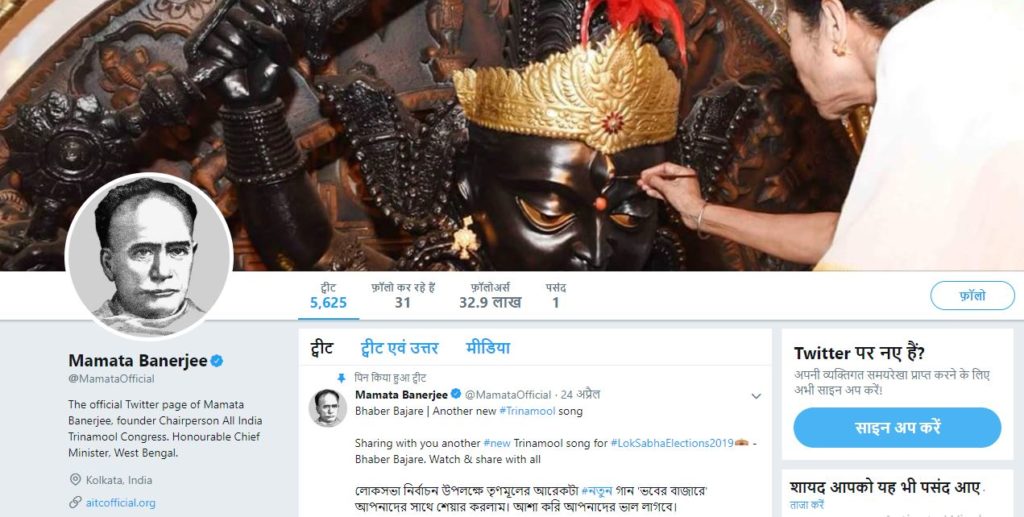 ट्वीट
5,625
फ़ॉलो कर रहे हैं
31
फ़ॉलोअर्स
32.9 लाख
पसंद
1
फ़ॉलो
Mamata Banerjee
@MamataOfficial
The official Twitter page of Mamata
Banerjee, founder Chairperson All India
Trinamool Congress. Honourable Chief
Minister, West Bengal.
Kolkata, India
aitcofficial.org
ट्वीट ट्वीट एवं उत्तर मीडिया
पिन किया हुआ ट्वीट
Mamata Banerjee @MamataOfficial · 24 अप्रैल
Bhaber Bajare | Another new #Trinamool song
Sharing with you another #new Trinamool song for #LokSabhaElections2019 -
Bhaber Bajare. Watch & share with all
লোকসভা নির্বাচন উপলক্ষে তৃণমূলের আরেকটা #নতুন গান 'ভবের বাজারে'
আপনাদের সাথে শেয়ার করলাম। আশা করি আপনাদের ভাল লাগবে।
Twitter पर नए हैं?
अपनी व्यक्तिगत समयरेखा प्राप्त करने के लिए
अभी साइन अप करें!
साइन अप करें
शायद आपको यह भी पसंद आए ·
ताजा करें